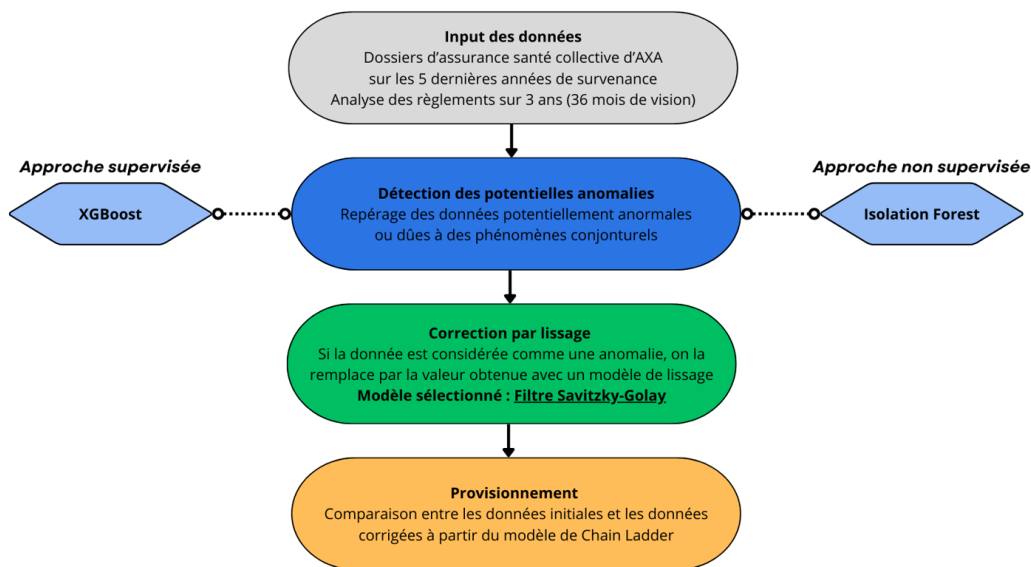 Input des données
Dossiers d'assurance santé collective d'AXA
sur les 5 dernières années de survenance
Analyse des règlements sur 3 ans (36 mois de vision)
Approche supervisée
Approche non supervisée
XGBoost
Détection des potentielles anomalies
Repérage des données potentiellement anormales
ou dûes à des phénomènes conjonturels
Isolation Forest
Correction par lissage
Si la donnée est considérée comme une anomalie, on la
remplace par la valeur obtenue avec un modèle de lissage
Modèle sélectionné : Filtre Savitzky-Golay
Provisionnement
Comparaison entre les données initiales et les données
corrigées à partir du modèle de Chain Ladder